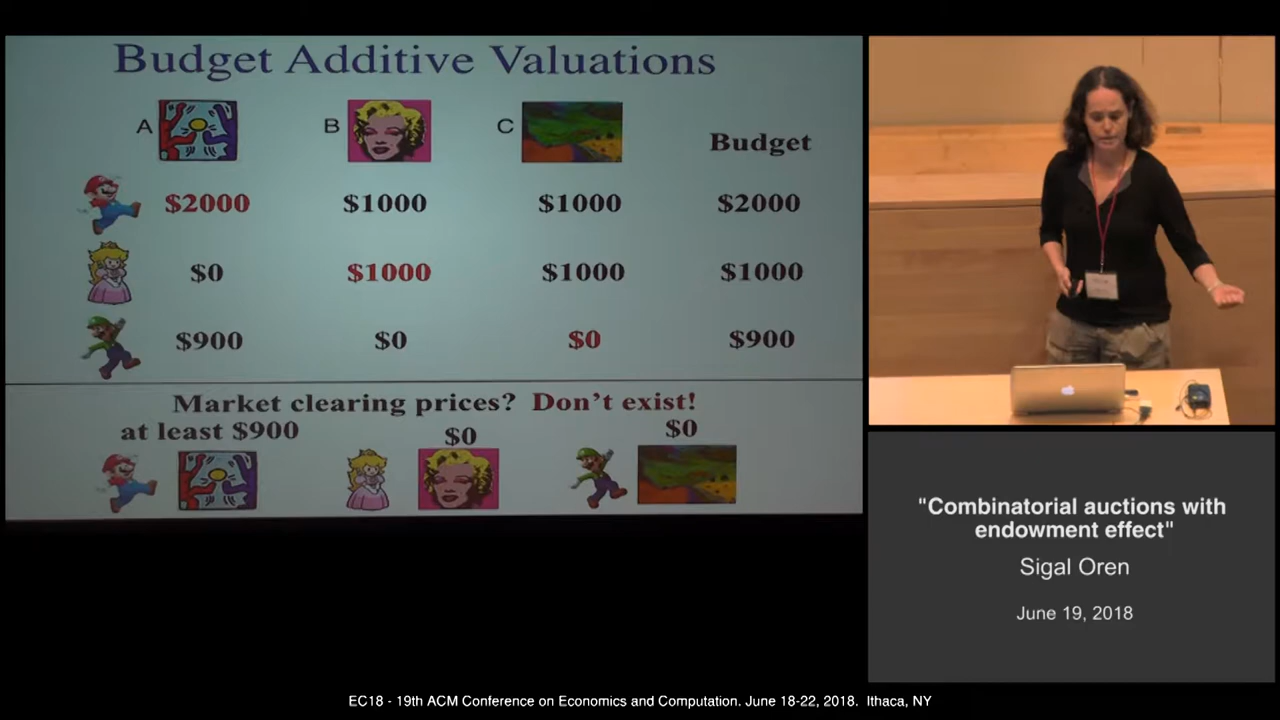 Budget Additive Valuations
A B C Budget
$2000 $1000 $1000 $2000
$0 $1000 $1000 $1000
$900 $0 $0 $900
Market clearing prices? Don't exist!
at least $900 $0 $0
"Combinatorial auctions with
endowment effect"
Sigal Oren
June 19, 2018
EC18 - 19th ACM Conference on Economics and Computation. June 18-22, 2018. Ithaca, NY